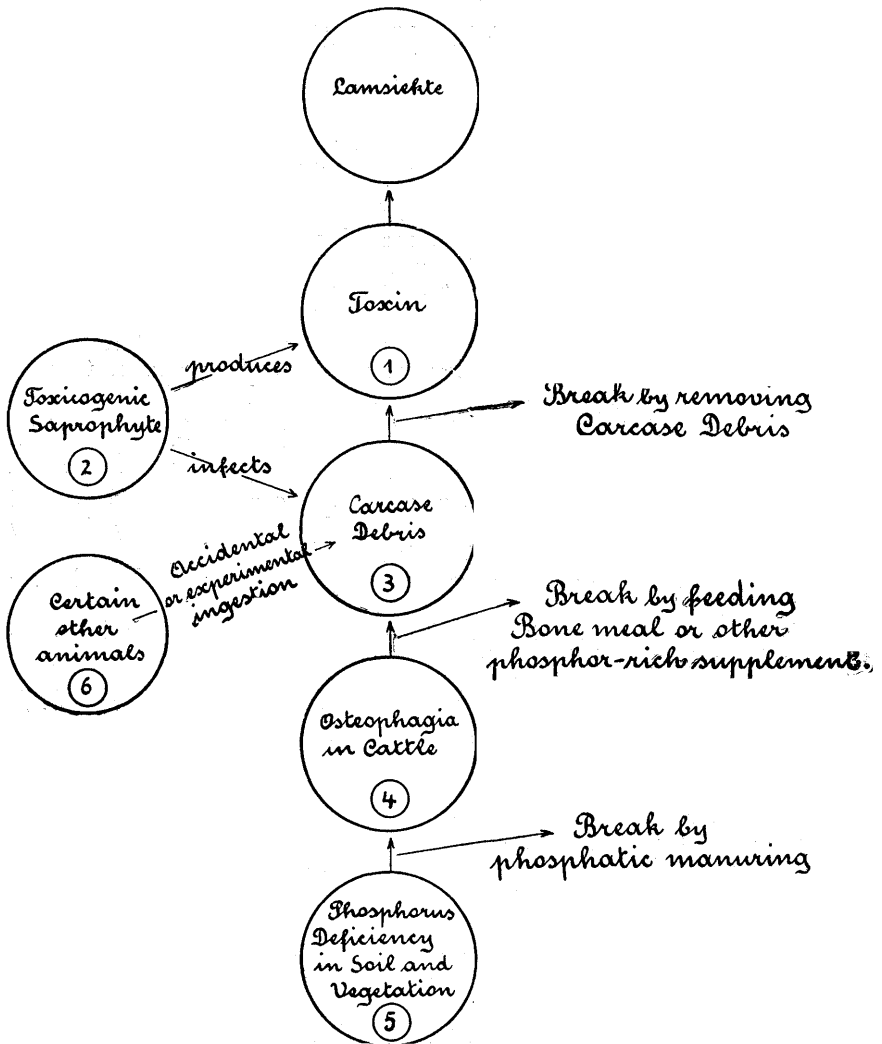 Lamsiekte
Toxin
1
produces
Toxicogenic
Saprophyte
2
infects
Break by removing
Carcase Debris
Carcase
Debris
3
Accidental
or experimental
ingestion
Certain
other
animals
6
Break by feeding
Bone meal or other
phosphor-rich supplement.
Osteophagia
in Cattle
4
Break by
phosphatic manuring
Phosphorus
Deficiency
in Soil and
Vegetation
5